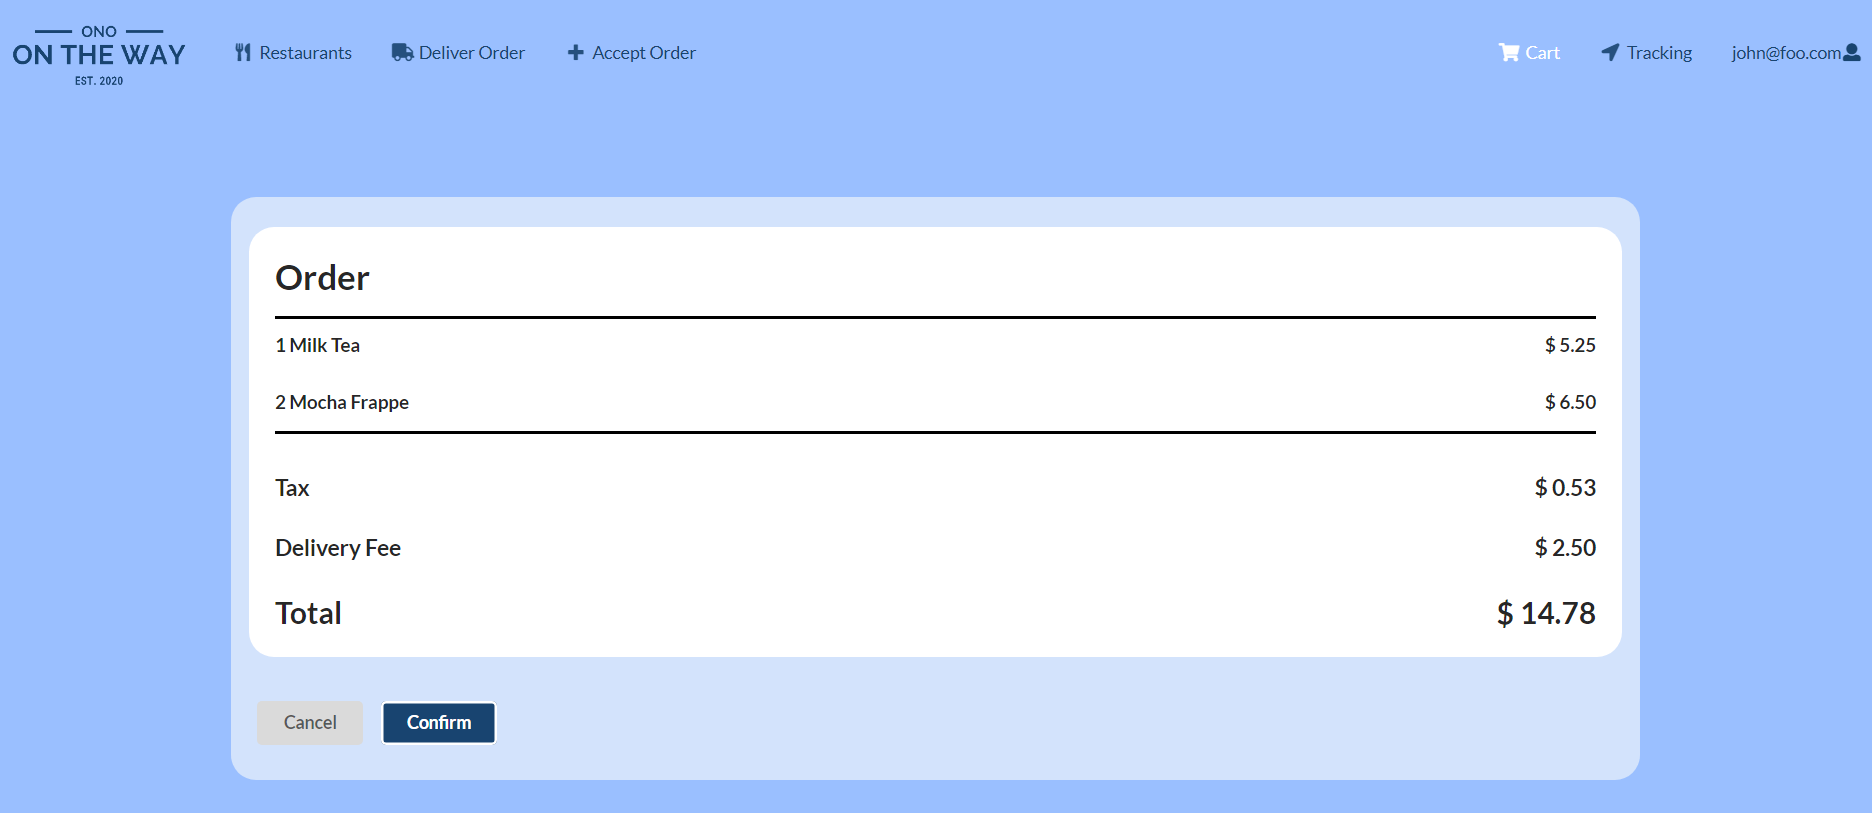 ONO
ON THE WAY
EST. 2020
Restaurants
Deliver Order
Accept Order
Cart
Tracking
john@foo.com
Order
1 Milk Tea $ 5.25
2 Mocha Frappe $ 6.50
Tax $ 0.53
Delivery Fee $ 2.50
Total $ 14.78
Cancel
Confirm